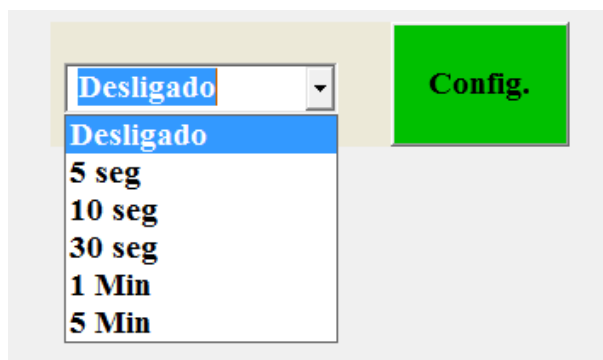 Desligado
Config.
Desligado
5 seg
10 seg
30 seg
1 Min
5 Min